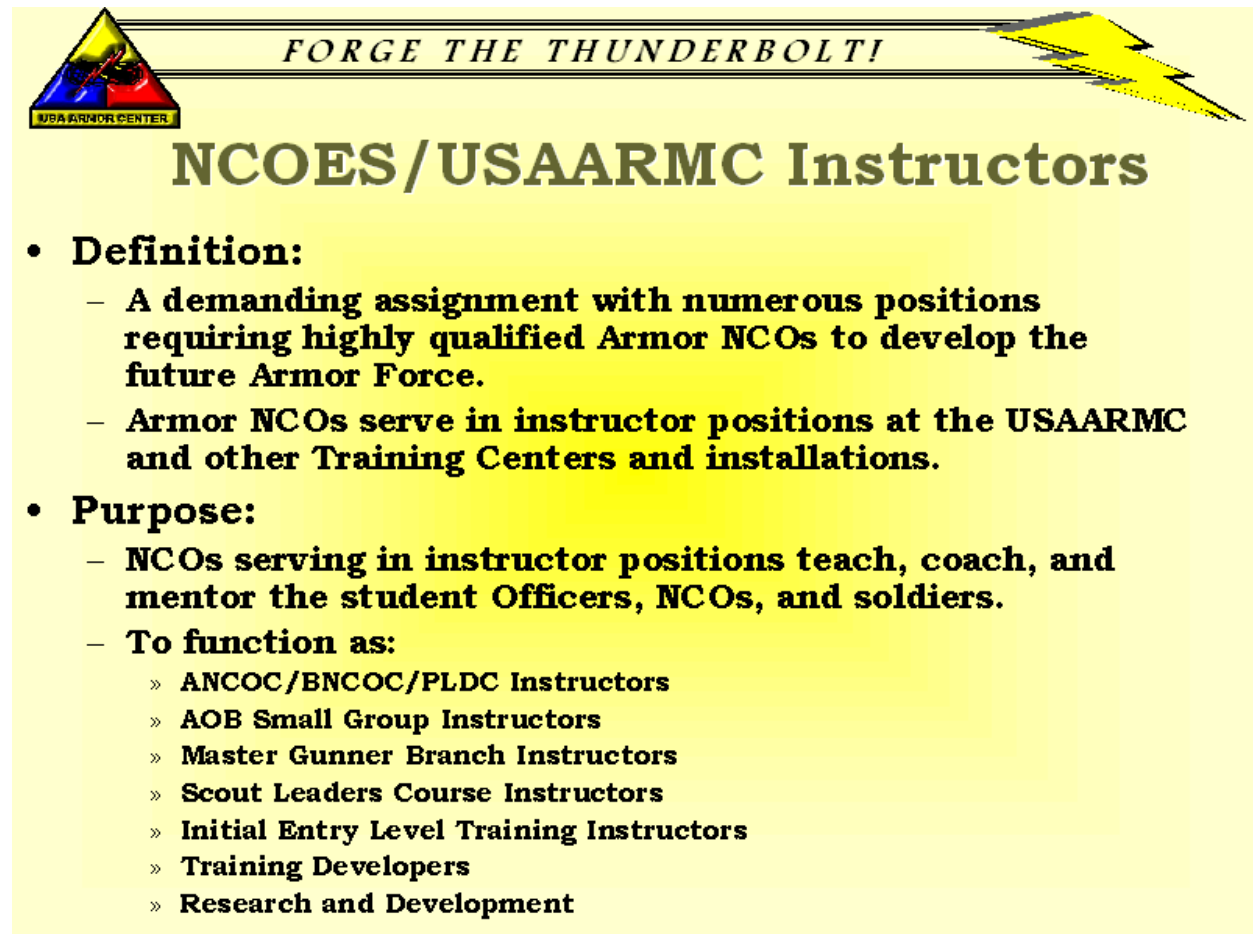 FORGE THE THUNDERBOLT!
USA ARMOR CENTER
NCOES/USAARMC Instructors
• Definition:
– A demanding assignment with numerous positions
requiring highly qualified Armor NCOs to develop the
future Armor Force.
– Armor NCOs serve in instructor positions at the USAARMC
and other Training Centers and installations.
• Purpose:
– NCOs serving in instructor positions teach, coach, and
mentor the student Officers, NCOs, and soldiers.
– To function as:
» ANCOC/BNCOC/PLDC Instructors
» AOB Small Group Instructors
» Master Gunner Branch Instructors
» Scout Leaders Course Instructors
» Initial Entry Level Training Instructors
» Training Developers
» Research and Development